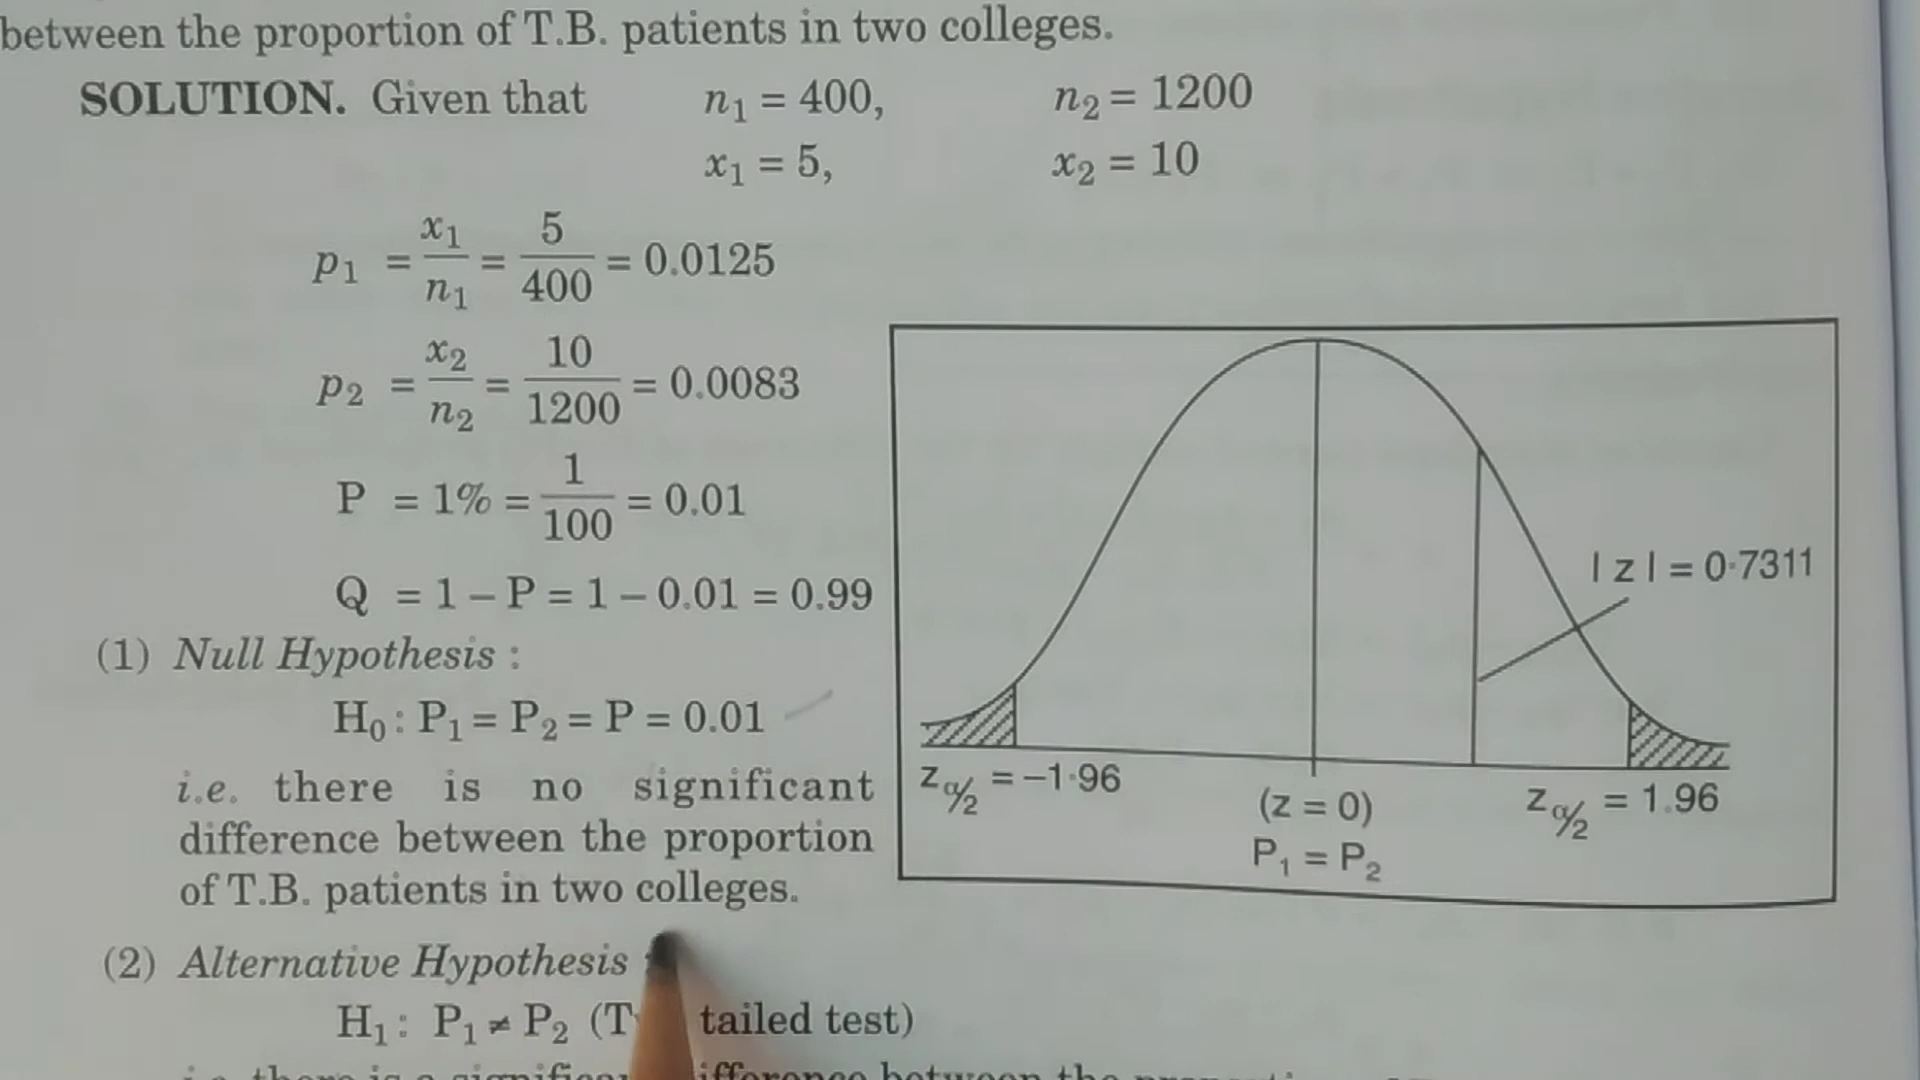 between the proportion of T.B. patients in two colleges.
SOLUTION. Given that n₁ = 400, n₂ = 1200
x₁ = 5, x₂ = 10
p₁ = x₁/n₁ = 5/400 = 0.0125
p₂ = x₂/n₂ = 10/1200 = 0.0083
P = 1% = 1/100 = 0.01
Q = 1 – P = 1 – 0.01 = 0.99
(1) Null Hypothesis :
H₀ : P₁ = P₂ = P = 0.01
i.e. there is no significant
difference between the proportion
of T.B. patients in two colleges.
| z | = 0·7311
z α/2 = –1·96
(z = 0)
P₁ = P₂
z α/2 = 1.96
(2) Alternative Hypothesis
H₁ : P₁ ≠ P₂ (T tailed test)
i.e. there is a between the